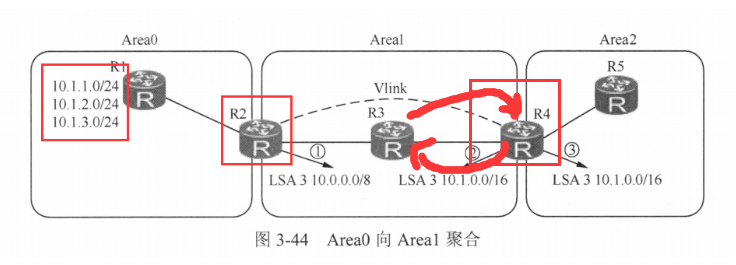 Area0
Area1
Area2
R1
10.1.1.0/24
10.1.2.0/24
10.1.3.0/24
R
R2
R
Vlink
R3
R
R4
R
R5
R
①
②
③
LSA 3 10.0.0.0/8
LSA 3 10.1.0.0/16
LSA 3 10.1.0.0/16
图 3-44 Area0 向 Area1 聚合